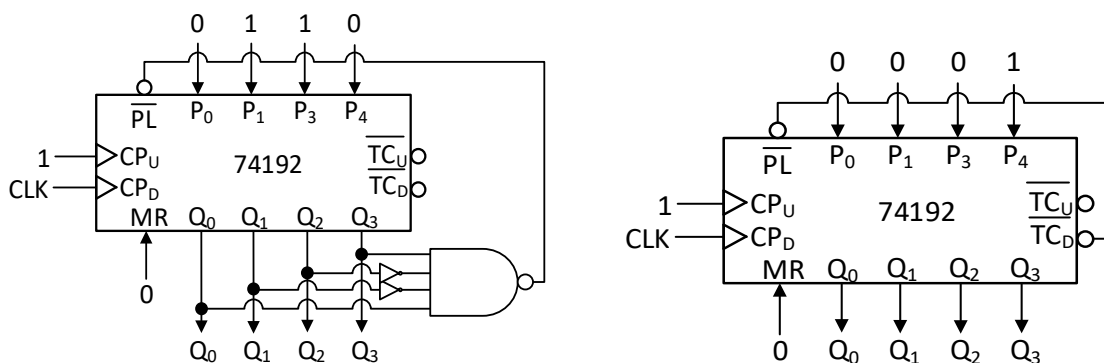 0 1 1 0
PL P0 P1 P3 P4
1 CPU 74192 TCU
CLK CPD TCD
MR Q0 Q1 Q2 Q3
0
Q0 Q1 Q2 Q3
0 0 0 1
PL P0 P1 P3 P4
1 CPU 74192 TCU
CLK CPD TCD
MR Q0 Q1 Q2 Q3
0 Q0 Q1 Q2 Q3